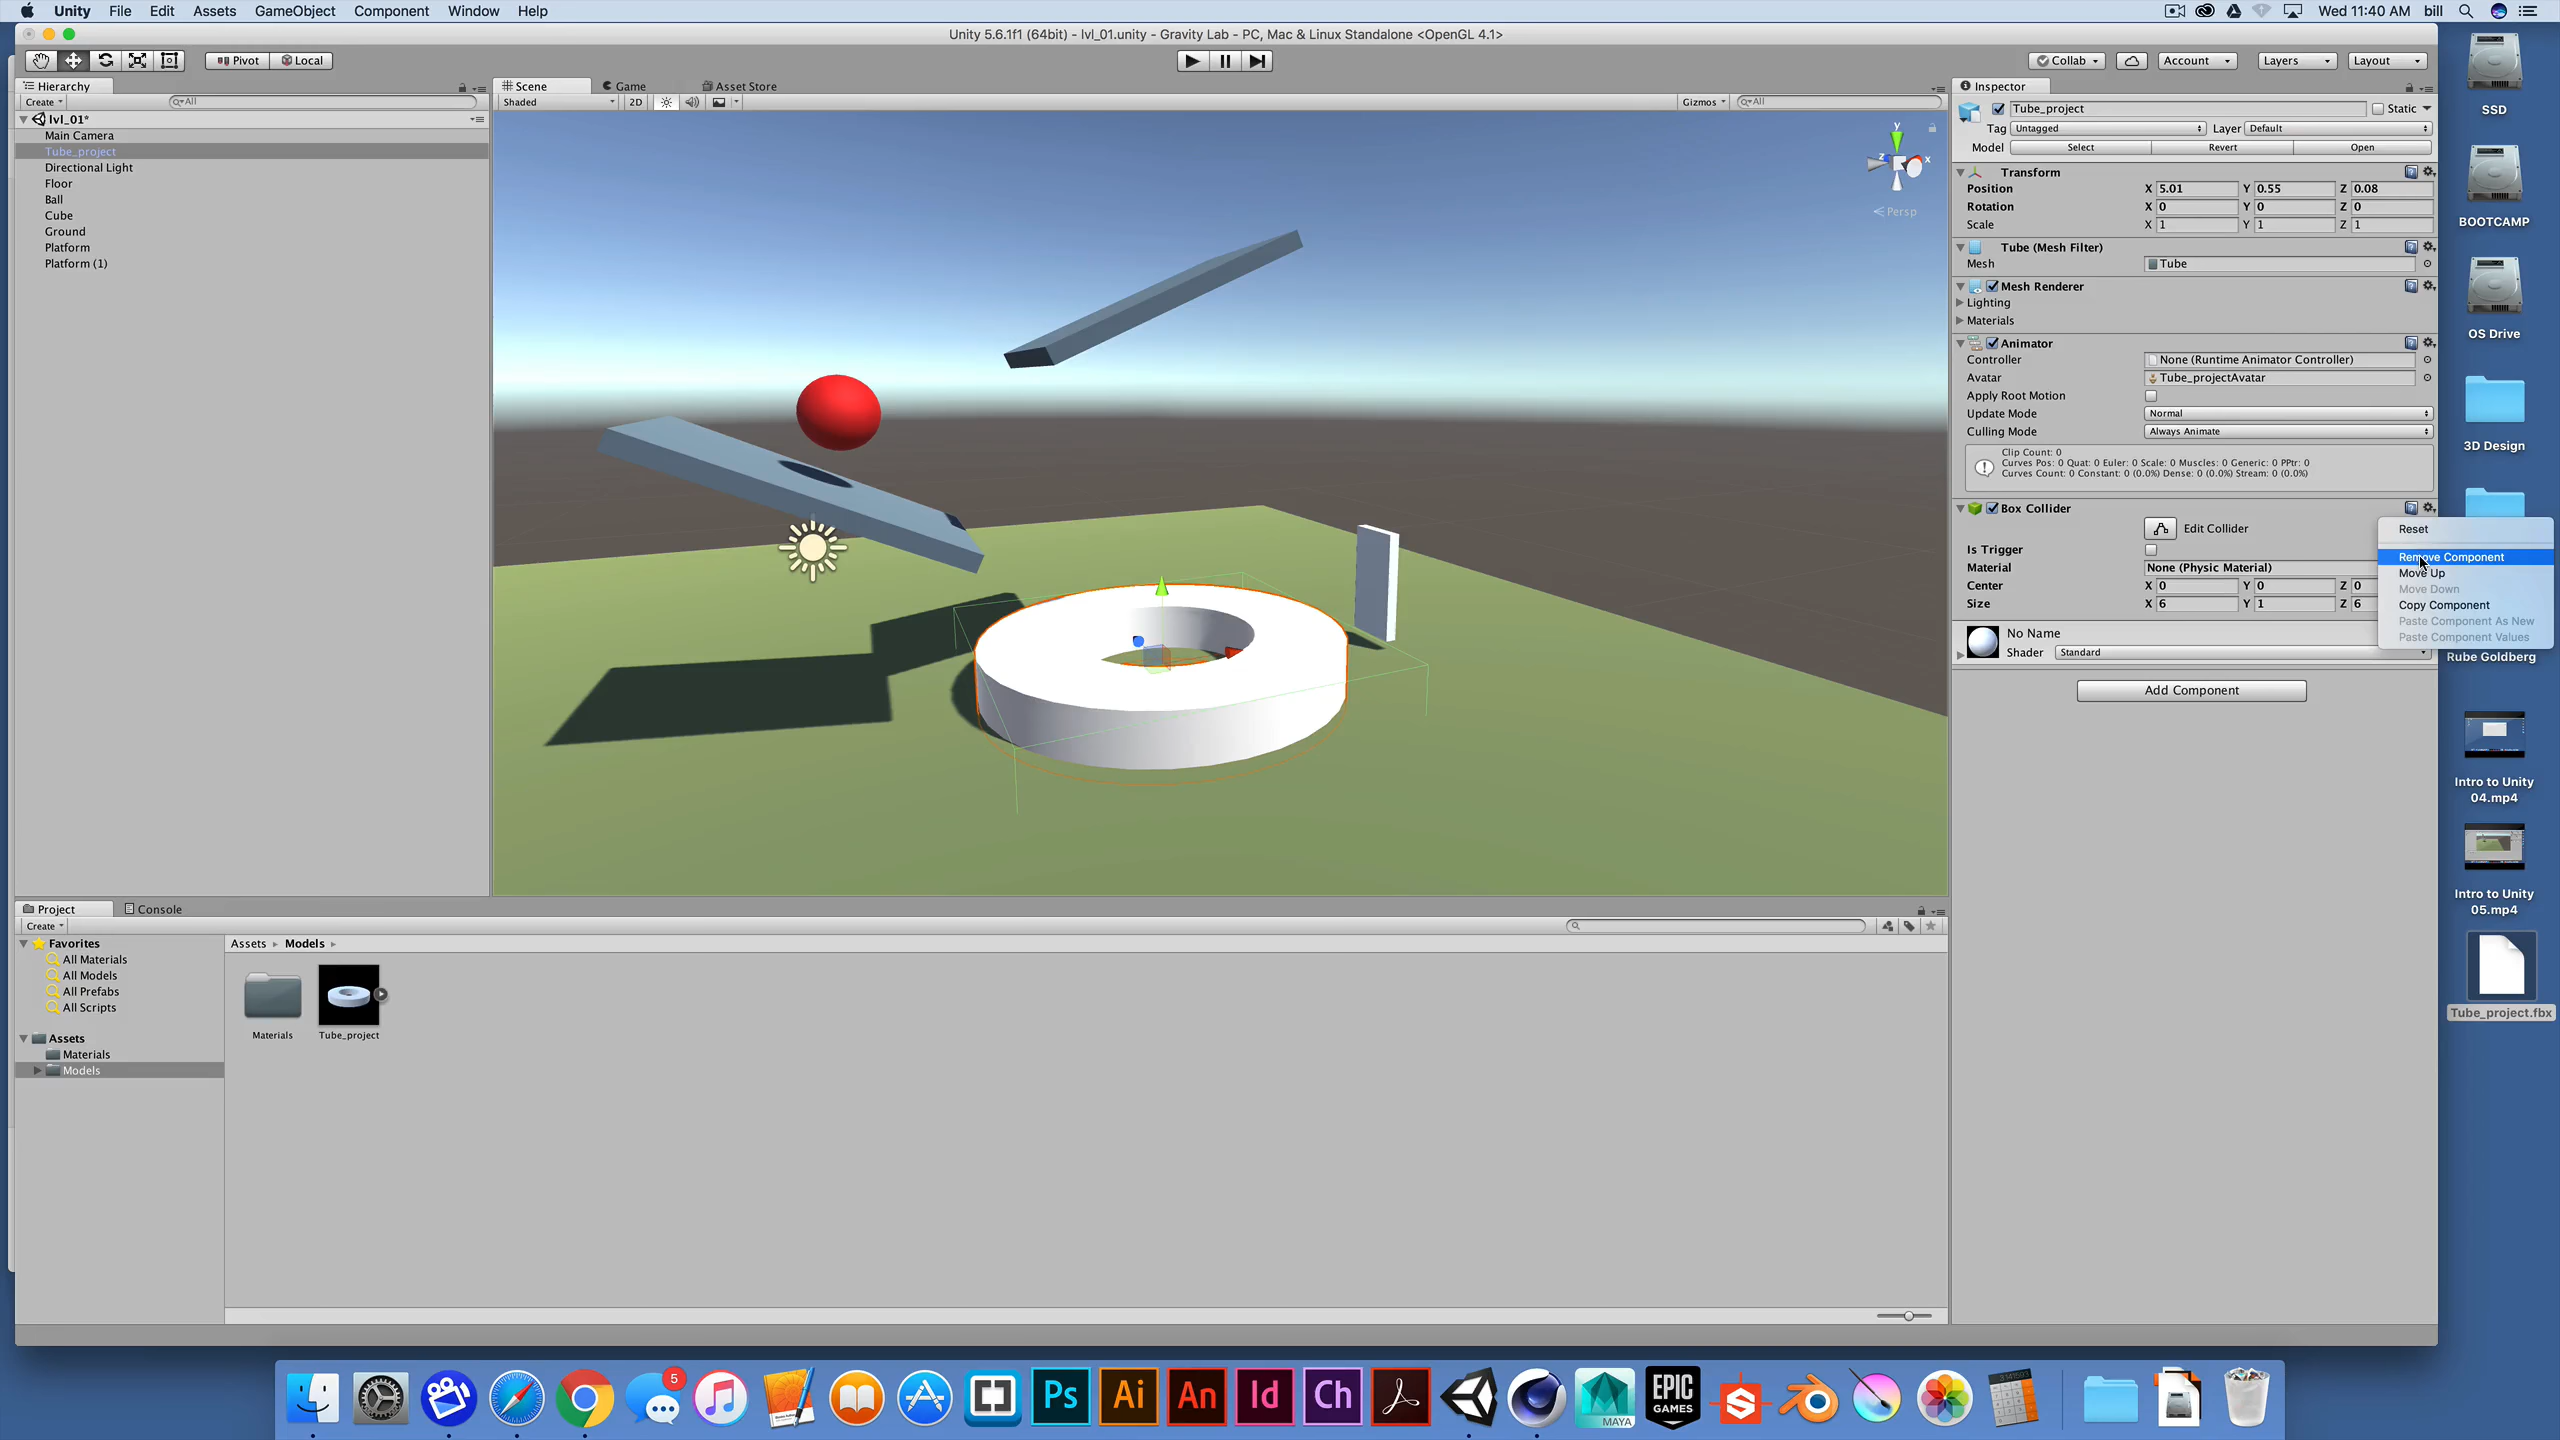 Unity File Edit Assets GameObject Component Window Help
Wed 11:40 AM bill
Unity 5.6.1f1 (64bit) - lvl_01.unity - Gravity Lab - PC, Mac & Linux Standalone <OpenGL 4.1>
Pivot Local
Collab Account Layers Layout
Hierarchy
Create All
lvl_01*
Main Camera
Tube_project
Directional Light
Floor
Ball
Cube
Ground
Platform
Platform (1)
Scene Game Asset Store
Shaded 2D Gizmos All
y
z x
Persp
Inspector
Tube_project Static
Tag Untagged Layer Default
Model Select Revert Open
Transform
Position X 5.01 Y 0.55 Z 0.08
Rotation X 0 Y 0 Z 0
Scale X 1 Y 1 Z 1
Tube (Mesh Filter)
Mesh Tube
Mesh Renderer
Lighting
Materials
Animator
Controller None (Runtime Animator Controller)
Avatar Tube_projectAvatar
Apply Root Motion
Update Mode Normal
Culling Mode Always Animate
Clip Count: 0
Curves Pos: 0 Quat: 0 Euler: 0 Scale: 0 Muscles: 0 Generic: 0 PPtr: 0
Curves Count: 0 Constant: 0 (0.0%) Dense: 0 (0.0%) Stream: 0 (0.0%)
Box Collider
Edit Collider
Is Trigger
Material None (Physic Material)
Center X 0 Y 0 Z 0
Size X 6 Y 1 Z 6
No Name
Shader Standard
Add Component
Reset
Remove Component
Move Up
Move Down
Copy Component
Paste Component As New
Paste Component Values
Project Console
Create
Favorites
All Materials
All Models
All Prefabs
All Scripts
Assets
Materials
Models
Assets Models
Materials
Tube_project
SSD
BOOTCAMP
OS Drive
3D Design
Rube Goldberg
Intro to Unity
04.mp4
Intro to Unity
05.mp4
Tube_project.fbx
5
Ps
Ai
An
Id
Ch
MAYA
EPIC
GAMES